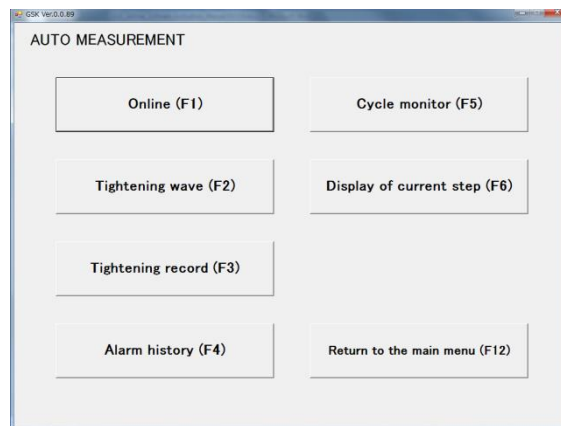 GSK Ver.0.0.89
AUTO MEASUREMENT
Online (F1)
Cycle monitor (F5)
Tightening wave (F2)
Display of current step (F6)
Tightening record (F3)
Alarm history (F4)
Return to the main menu (F12)